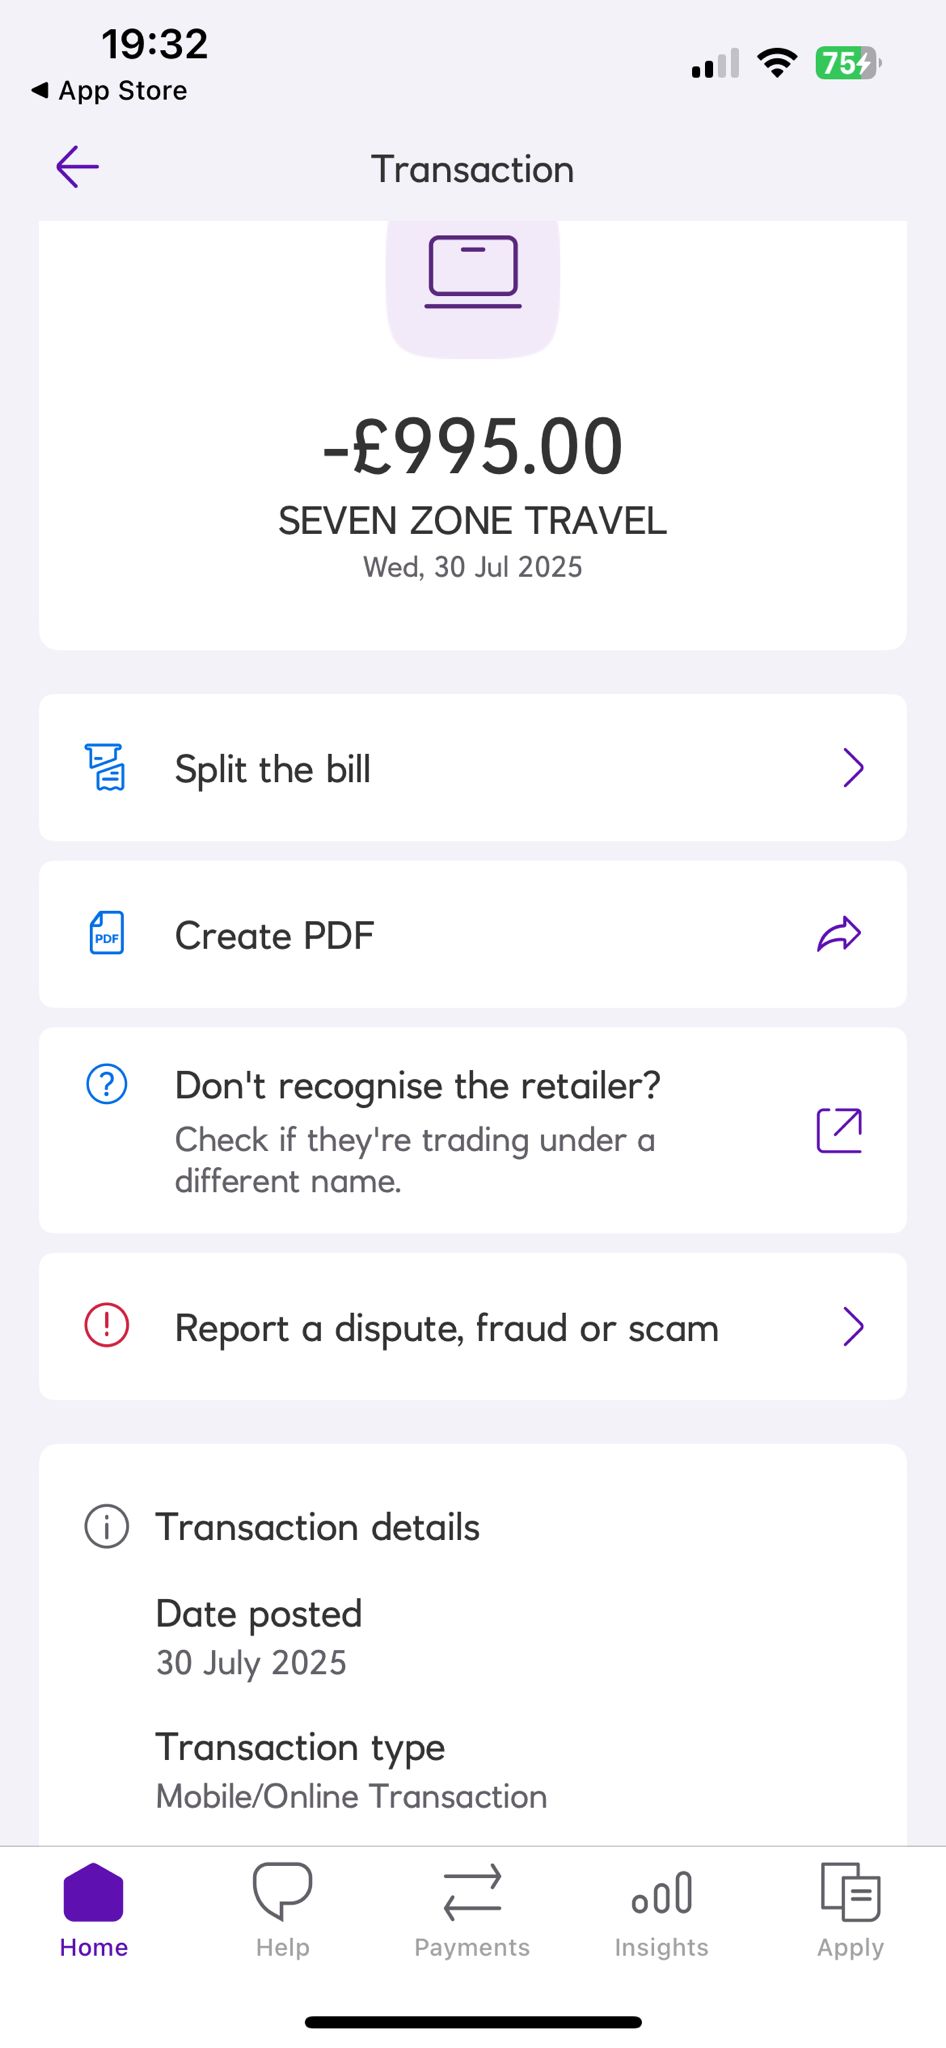 19:32
75
◀ App Store
Transaction
-£995.00
SEVEN ZONE TRAVEL
Wed, 30 Jul 2025
Split the bill
PDF
Create PDF
Don't recognise the retailer?
Check if they're trading under a
different name.
Report a dispute, fraud or scam
Transaction details
Date posted
30 July 2025
Transaction type
Mobile/Online Transaction
Home
Help
Payments
Insights
Apply